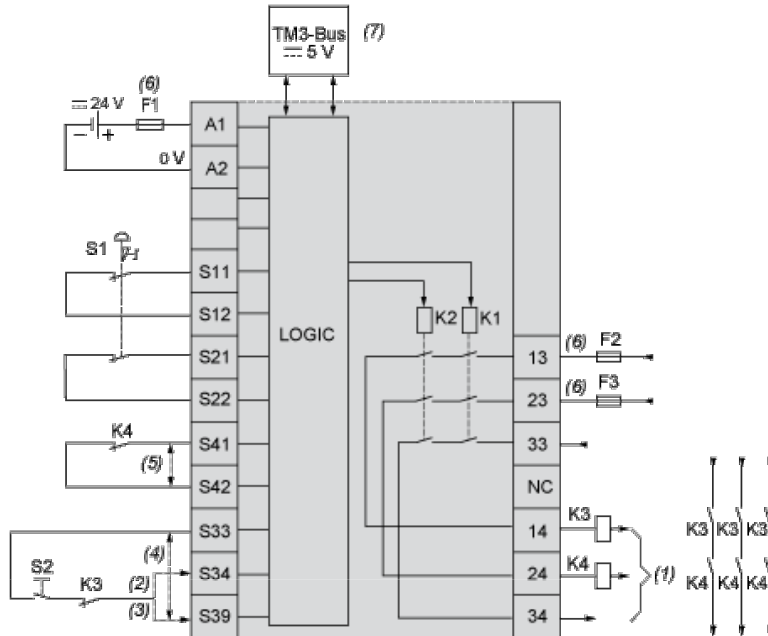 TM3-Bus (7)
⎓ 5 V
(6)
⎓ 24 V F1
- +
A1
0 V A2
S1
S11
S12
S21
S22
K4 S41
(5)
S42
S33
(4)
S2 K3 (2) S34
(3) S39
LOGIC
K2 K1
13 (6) F2
23 (6) F3
33
NC
14 K3
24 K4 (1)
34
K3 K3 K3
K4 K4 K4